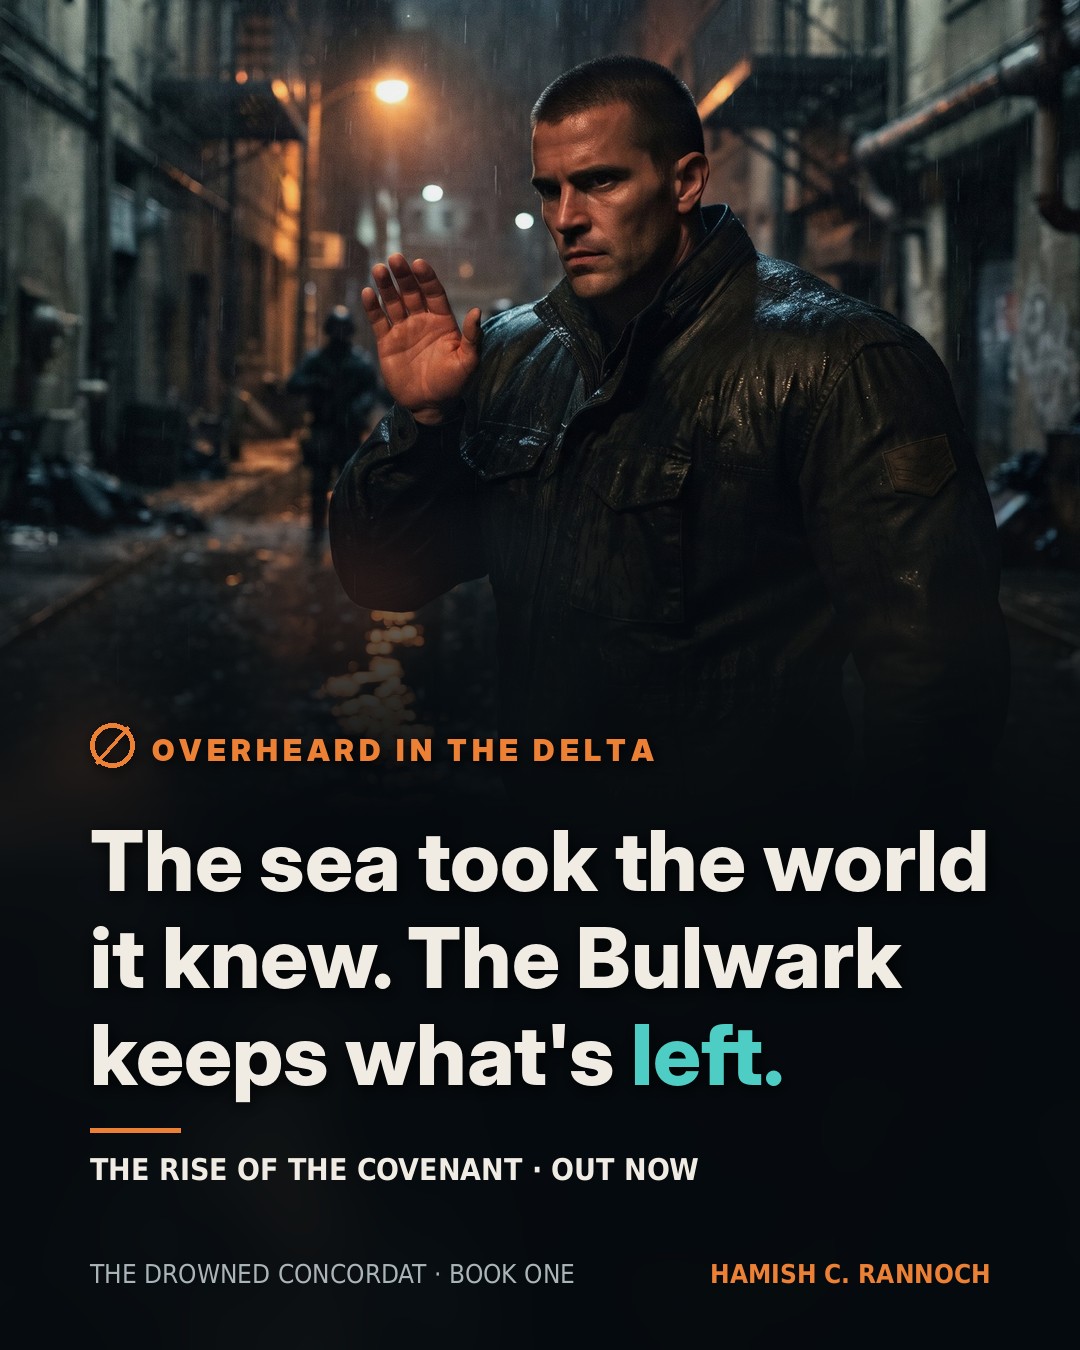 OVERHEARD IN THE DELTA
The sea took the world
it knew. The Bulwark
keeps what's left.
THE RISE OF THE COVENANT · OUT NOW
THE DROWNED CONCORDAT · BOOK ONE
HAMISH C. RANNOCH